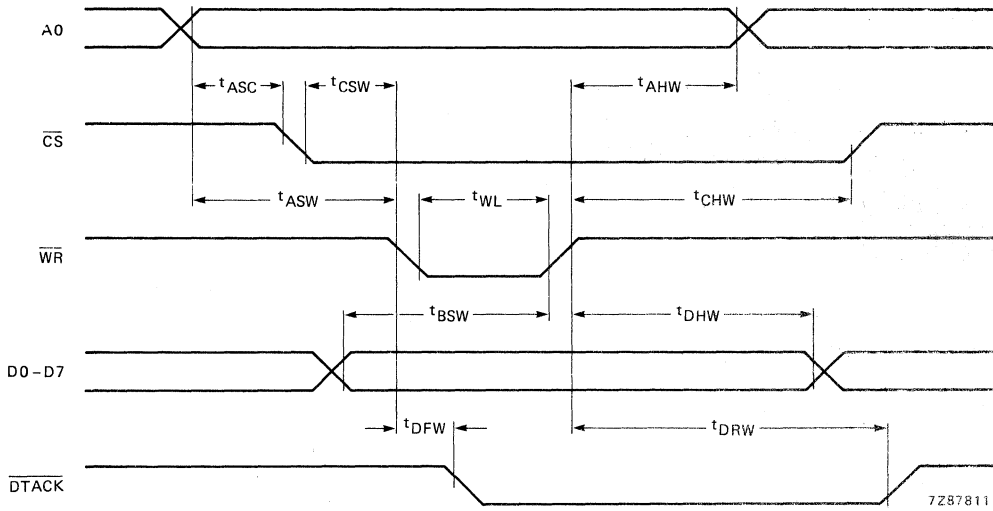 A0
tASC
tCSW
tAHW
CS
tASW
tWL
tCHW
WR
tBSW
tDHW
D0-D7
tDFW
tDRW
DTACK
7Z87811